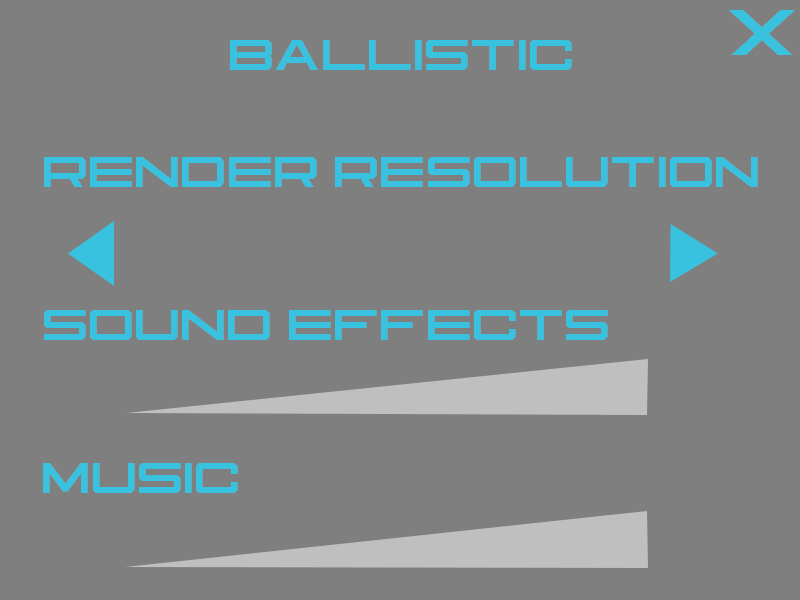 BALLISTIC
X
RENDER RESOLUTION
SOUND EFFECTS
MUSIC